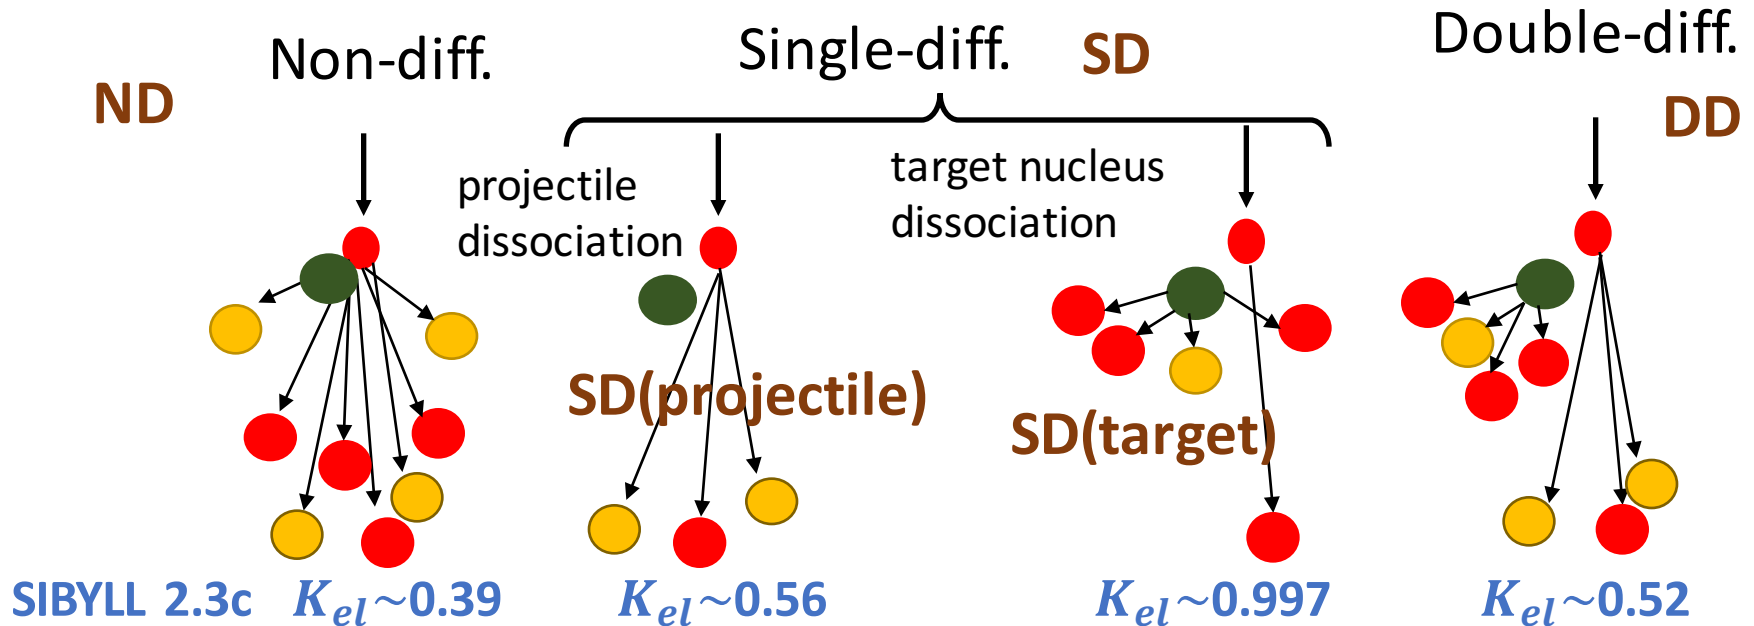 Non-diff.
Single-diff.
SD
Double-diff.
ND
DD
projectile
dissociation
target nucleus
dissociation
SD(projectile)
SD(target)
SIBYLL 2.3c
K_el~0.39
K_el~0.56
K_el~0.997
K_el~0.52